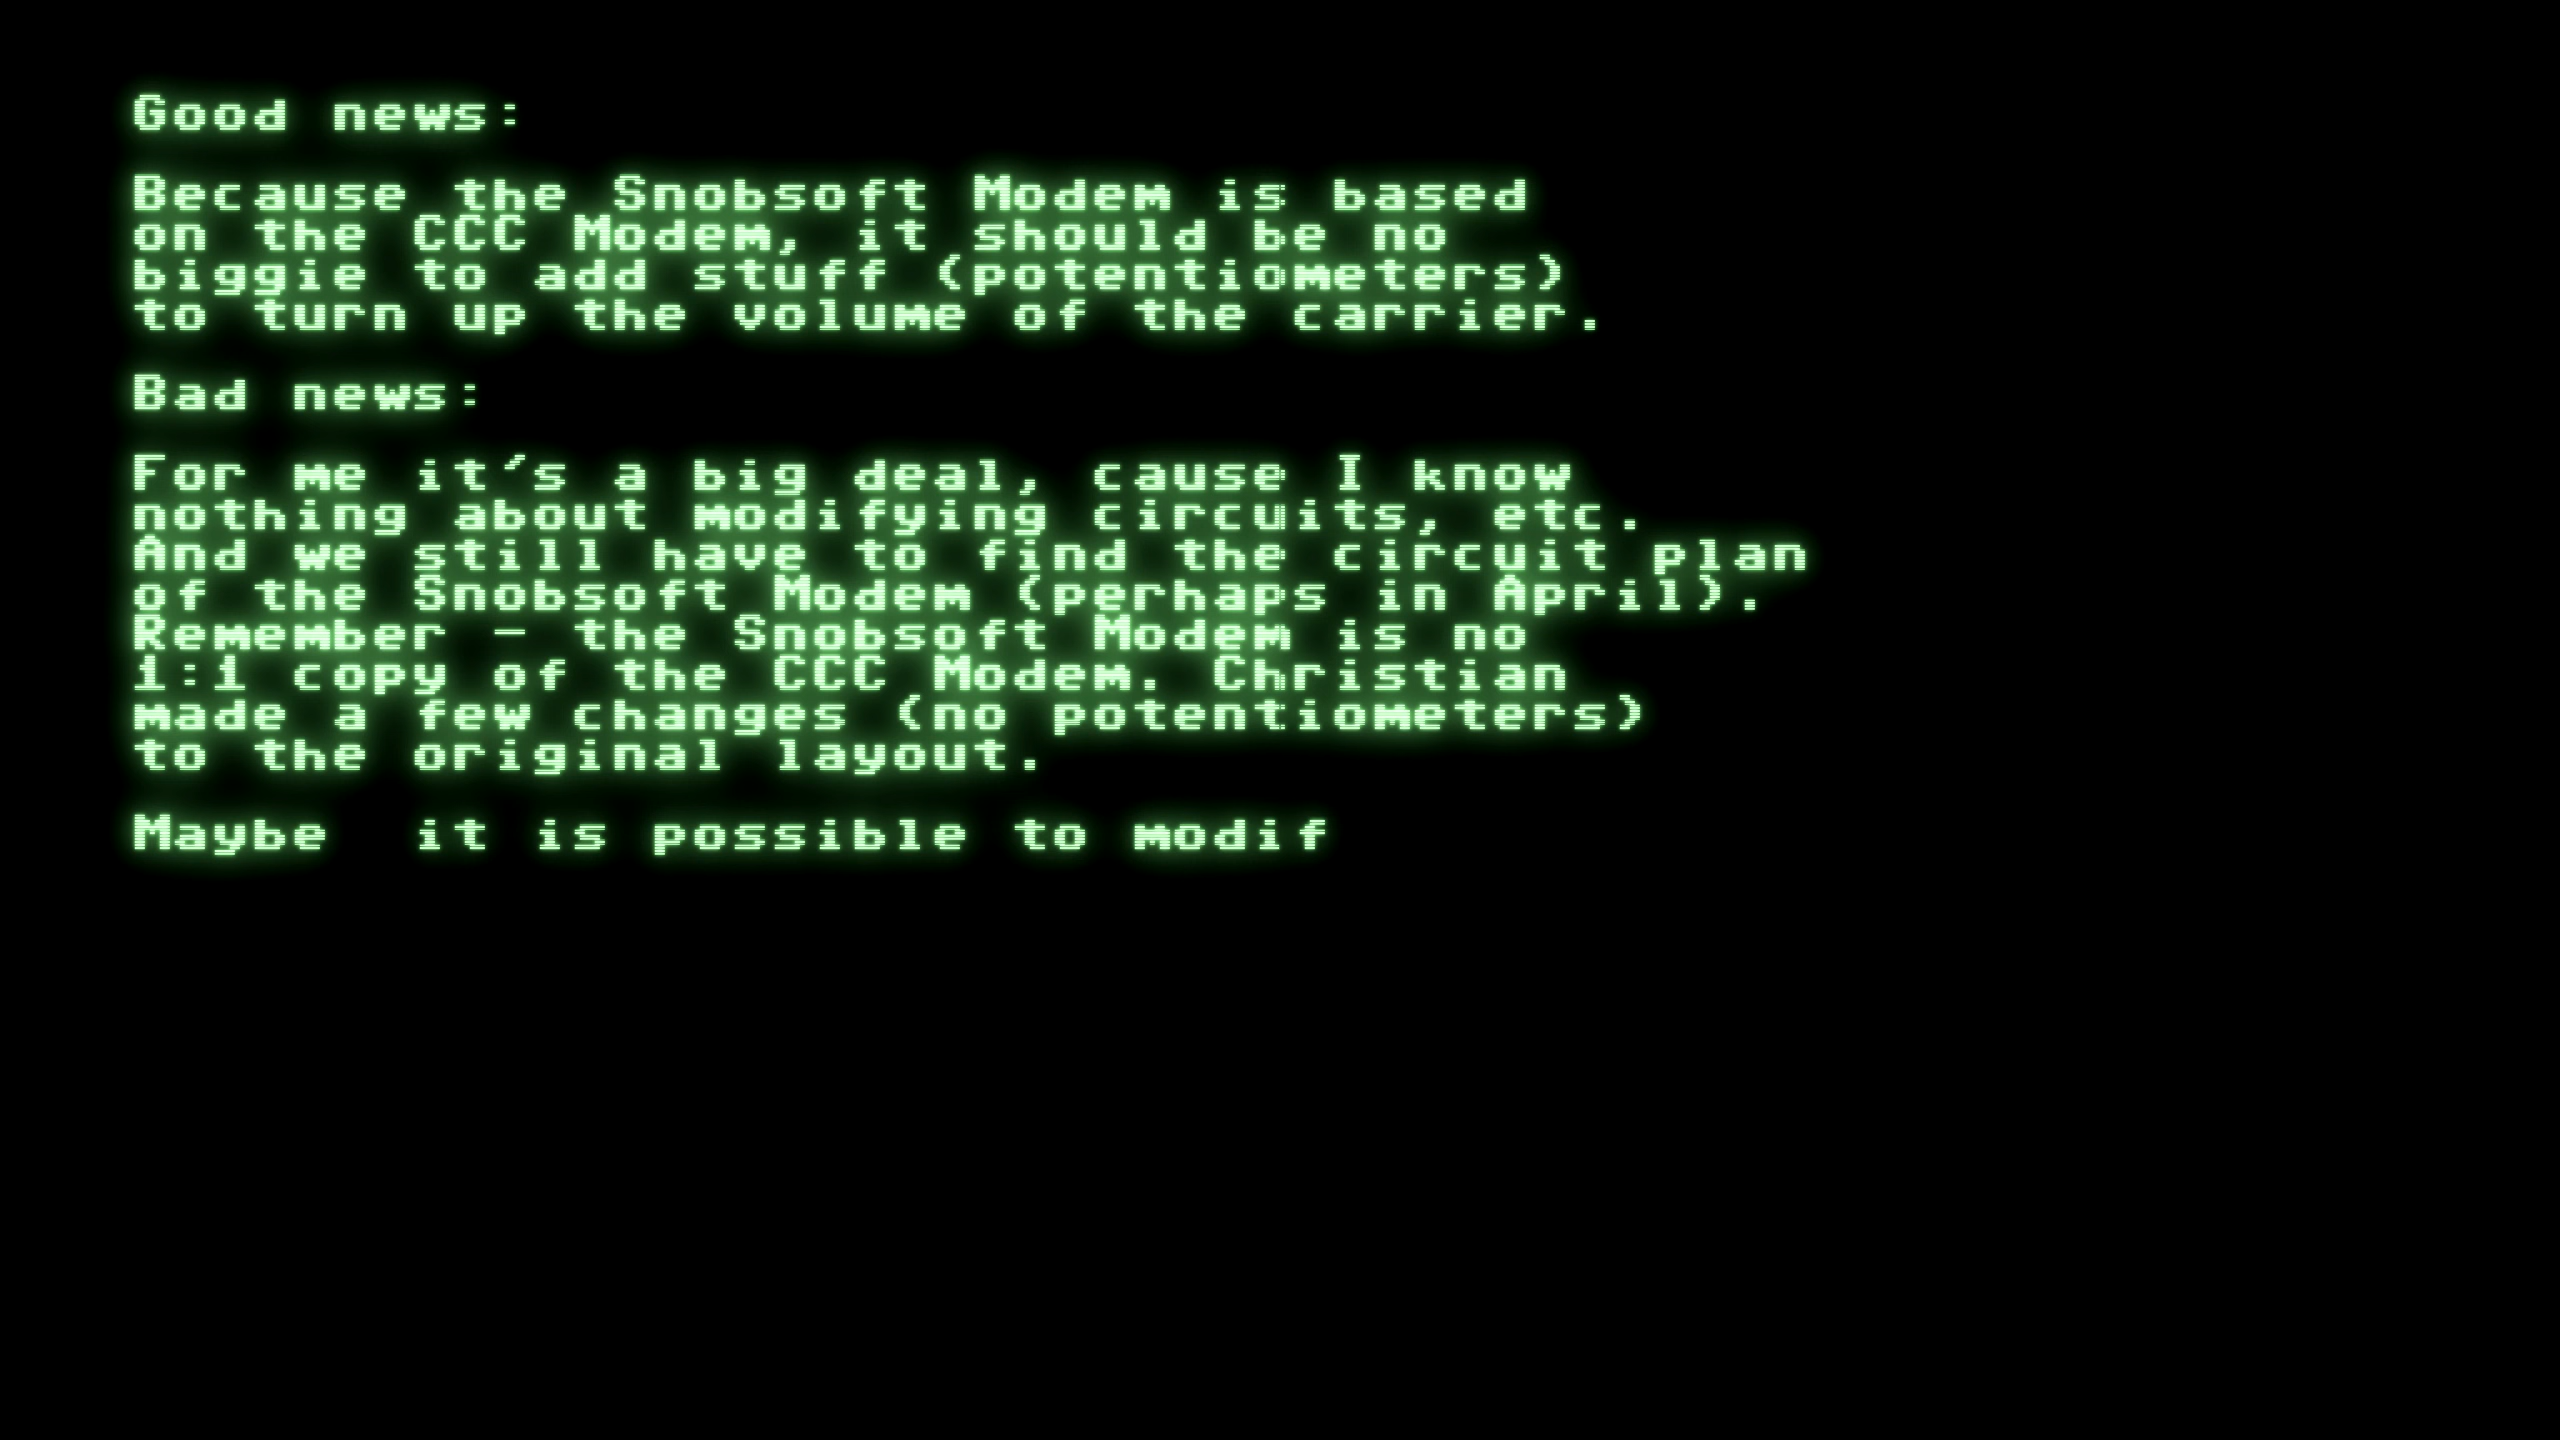 Good news:
Because the Snobsoft Modem is based
on the CCC Modem, it should be no
biggie to add stuff (potentiometers)
to turn up the volume of the carrier.
Bad news:
For me it's a big deal, cause I know
nothing about modifying circuits, etc.
And we still have to find the circuit plan
of the Snobsoft Modem (perhaps in April).
Remember - the Snobsoft Modem is no
1:1 copy of the CCC Modem. Christian
made a few changes (no potentiometers)
to the original layout.
Maybe  it is possible to modif